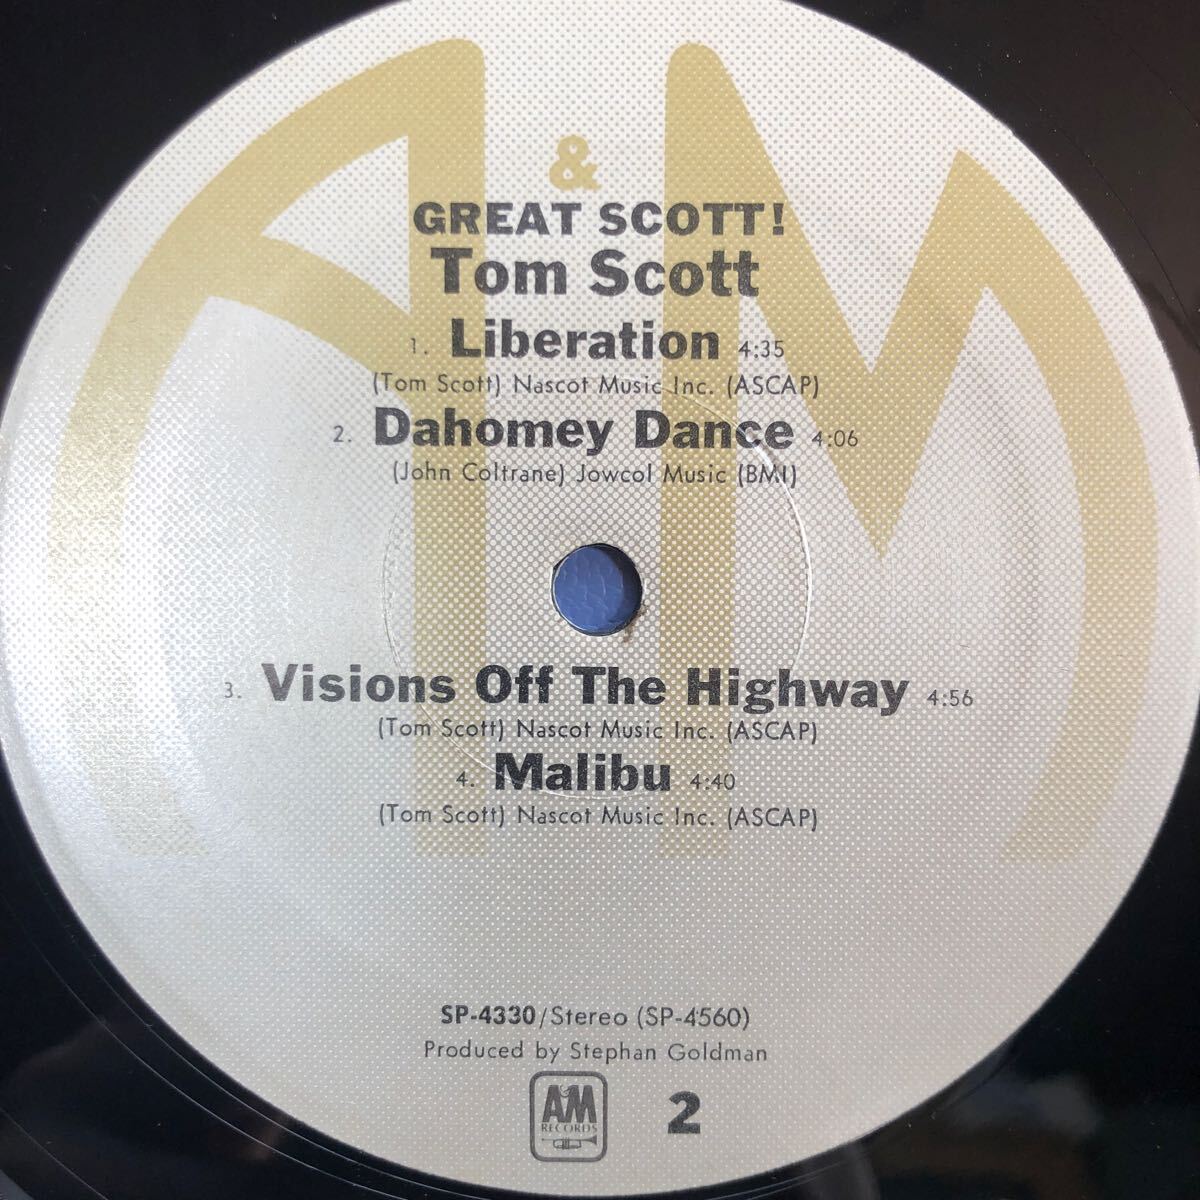 A & M
GREAT SCOTT!
Tom Scott
1. Liberation 4:35
(Tom Scott) Nascot Music Inc. (ASCAP)
2. Dahomey Dance 4:06
(John Coltrane) Jowcol Music (BMI)
3. Visions Off The Highway 4:56
(Tom Scott) Nascot Music Inc. (ASCAP)
4. Malibu 4:40
(Tom Scott) Nascot Music Inc. (ASCAP)
SP-4330/Stereo (SP-4560)
Produced by Stephan Goldman
AM
RECORDS
2